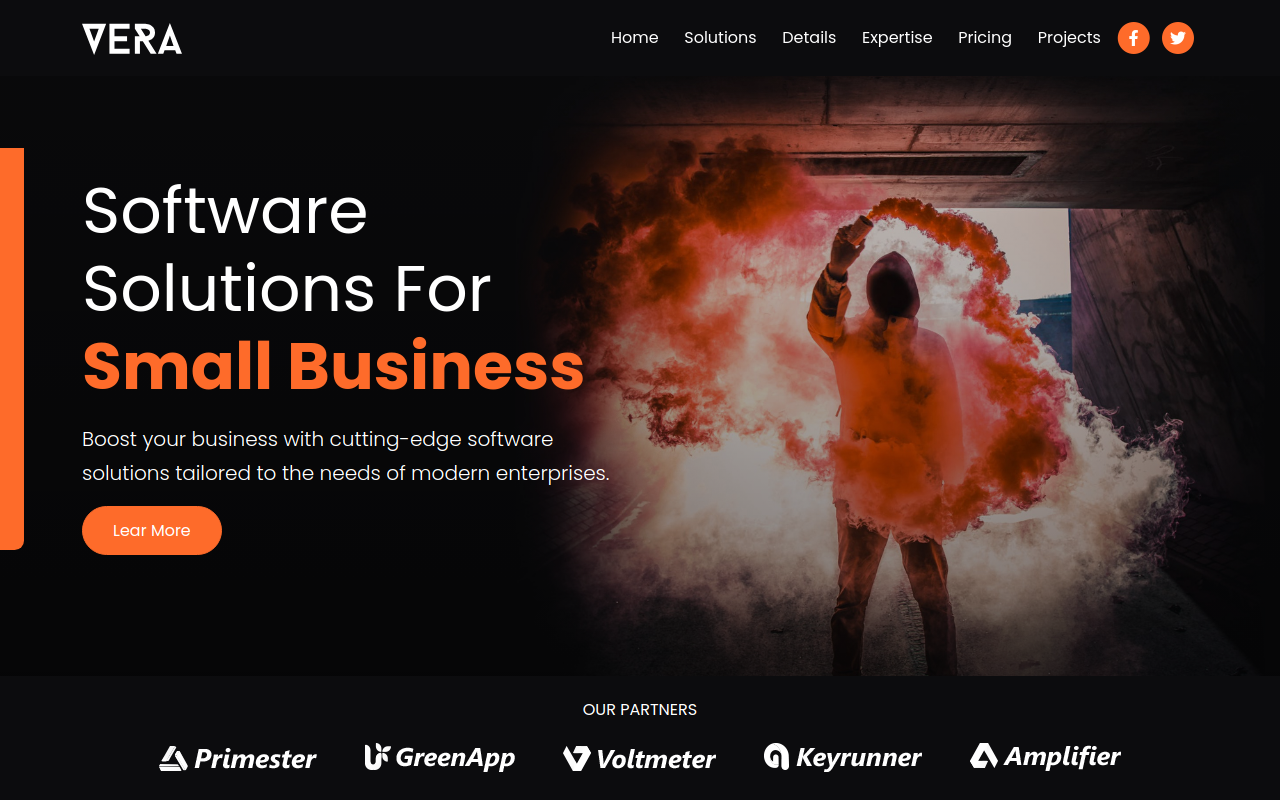 VERA
Home Solutions Details Expertise Pricing Projects
Software
Solutions For
Small Business
Boost your business with cutting-edge software
solutions tailored to the needs of modern enterprises.
Lear More
OUR PARTNERS
Primester GreenApp Voltmeter Keyrunner Amplifier